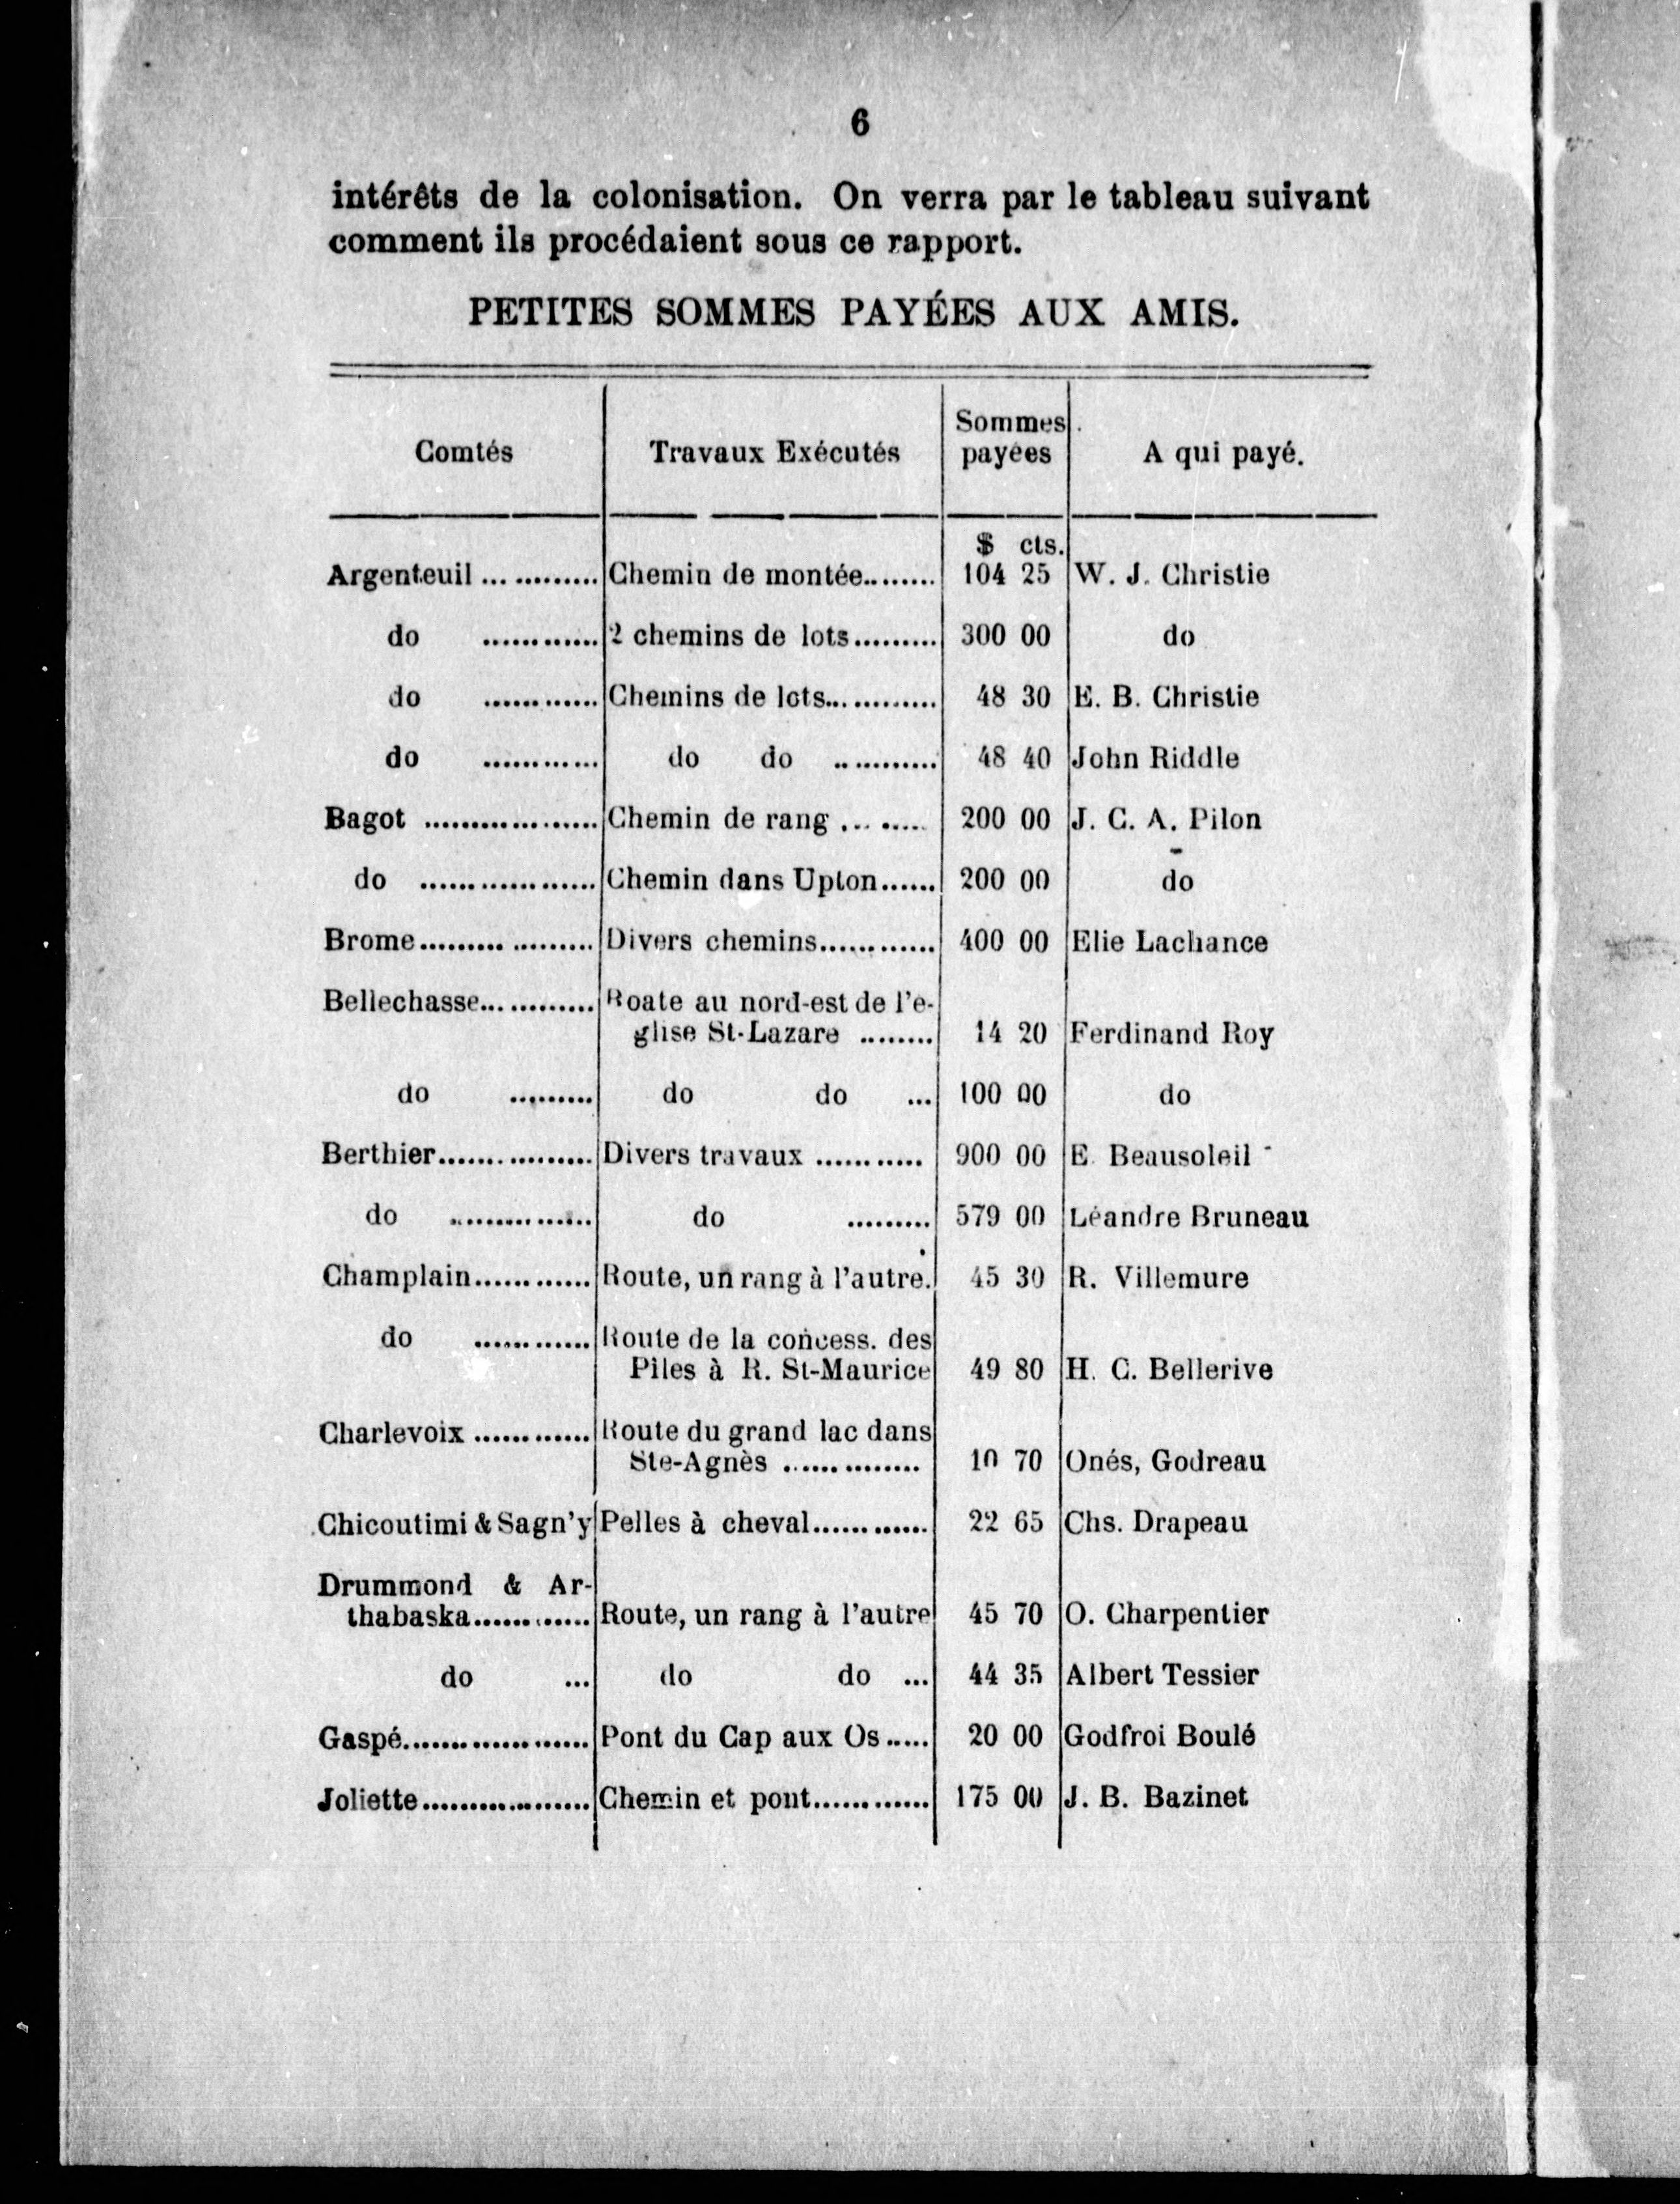 6
intérêts de la colonisation. On verra par le tableau suivant
comment ils procédaient sous ce rapport.
PETITES SOMMES PAYÉES AUX AMIS.
Comtés Travaux Exécutés Sommes payées A qui payé.
$ cts.
Argenteuil ............ Chemin de montée........ 104 25 W. J. Christie
do ............ 2 chemins de lots......... 300 00 do
do ............ Chemins de lots............ 48 30 E. B. Christie
do ............ do do ........... 48 40 John Riddle
Bagot .................. Chemin de rang ... ..... 200 00 J. C. A. Pilon
do .................. Chemin dans Upton...... 200 00 do
Brome.................. Divers chemins............ 400 00 Elie Lachance
Bellechasse............ Roate au nord-est de l'e-
glise St-Lazare ........ 14 20 Ferdinand Roy
do ......... do do ... 100 00 do
Berthier................ Divers travaux ........... 900 00 E. Beausoleil
do ............... do ......... 579 00 Léandre Bruneau
Champlain............ Route, un rang à l'autre. 45 30 R. Villemure
do ............ Route de la concess. des
Piles à R. St-Maurice 49 80 H. C. Bellerive
Charlevoix ............ Route du grand lac dans
Ste-Agnès .............. 10 70 Onés, Godreau
Chicoutimi & Sagn'y Pelles à cheval............ 22 65 Chs. Drapeau
Drummond & Ar-
thabaska............ Route, un rang à l'autre 45 70 O. Charpentier
do ... do do ... 44 35 Albert Tessier
Gaspé................... Pont du Cap aux Os..... 20 00 Godfroi Boulé
Joliette.................. Chemin et pont............ 175 00 J. B. Bazinet